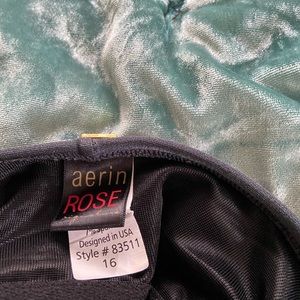 aerin
ROSE
Designed in USA
Style # 83511
16